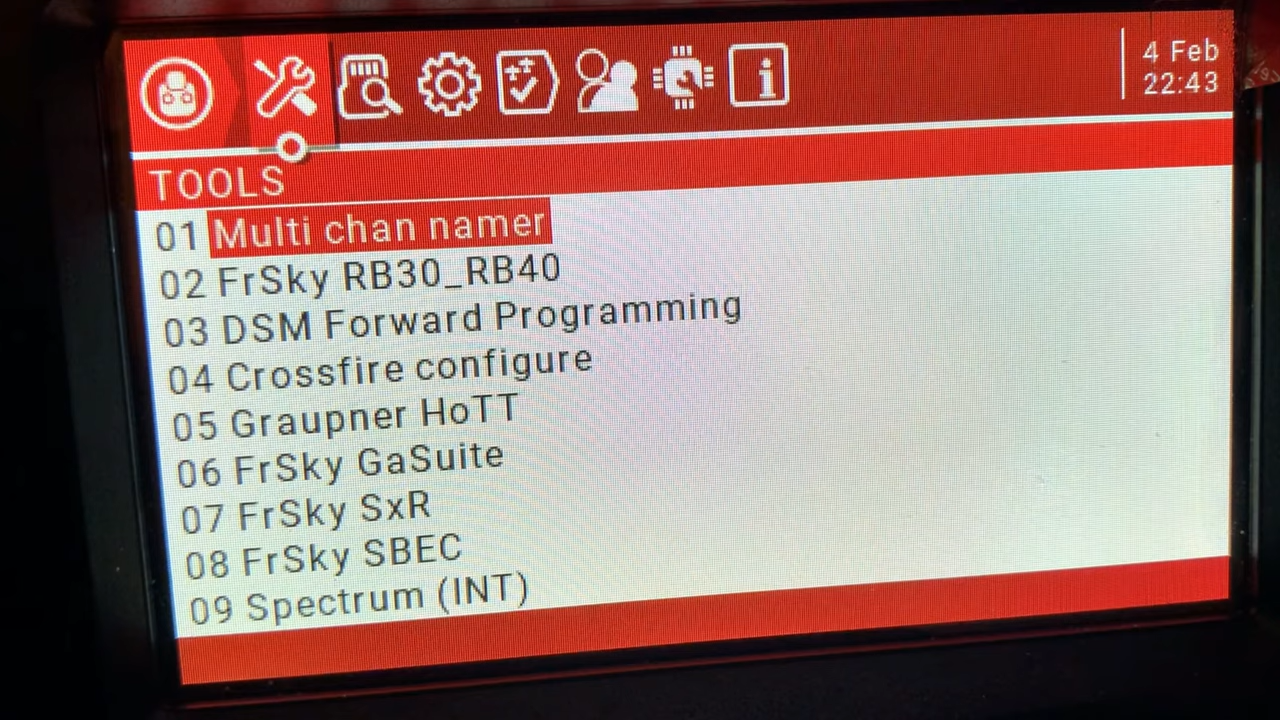 4 Feb
22:43
TOOLS
01 Multi chan namer
02 FrSky RB30_RB40
03 DSM Forward Programming
04 Crossfire configure
05 Graupner HoTT
06 FrSky GaSuite
07 FrSky SxR
08 FrSky SBEC
09 Spectrum (INT)